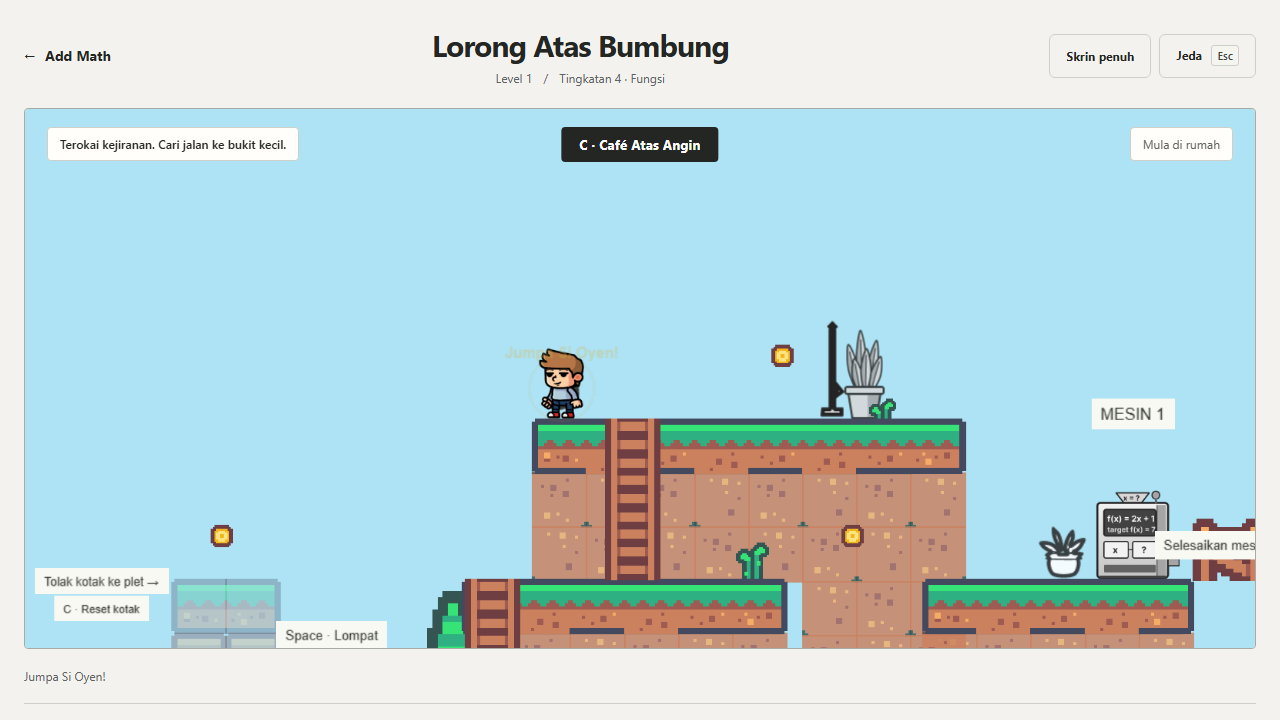 ← Add Math
Lorong Atas Bumbung
Level 1 / Tingkatan 4 · Fungsi
Skrin penuh
Jeda Esc
Terokai kejiranan. Cari jalan ke bukit kecil.
C · Café Atas Angin
Mula di rumah
Jumpa Si Oyen!
MESIN 1
x = ?
f(x) = 2x + 1
target f(x) = 7
x
?
Selesaikan mes
Tolak kotak ke plet →
C · Reset kotak
Space · Lompat
Jumpa Si Oyen!